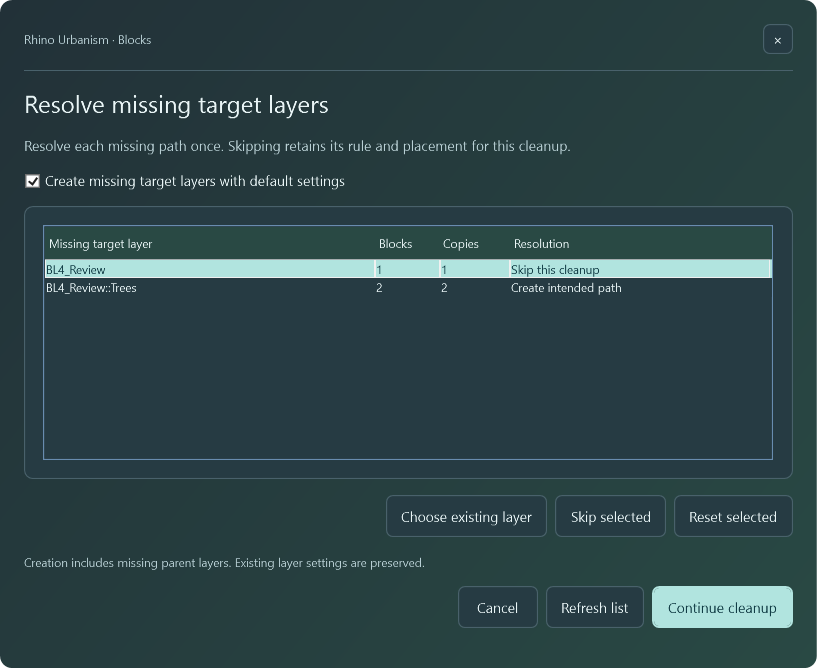 Rhino Urbanism · Blocks
×
Resolve missing target layers
Resolve each missing path once. Skipping retains its rule and placement for this cleanup.
Create missing target layers with default settings
Missing target layer Blocks Copies Resolution
BL4_Review 1 1 Skip this cleanup
BL4_Review::Trees 2 2 Create intended path
Choose existing layer Skip selected Reset selected
Creation includes missing parent layers. Existing layer settings are preserved.
Cancel Refresh list Continue cleanup